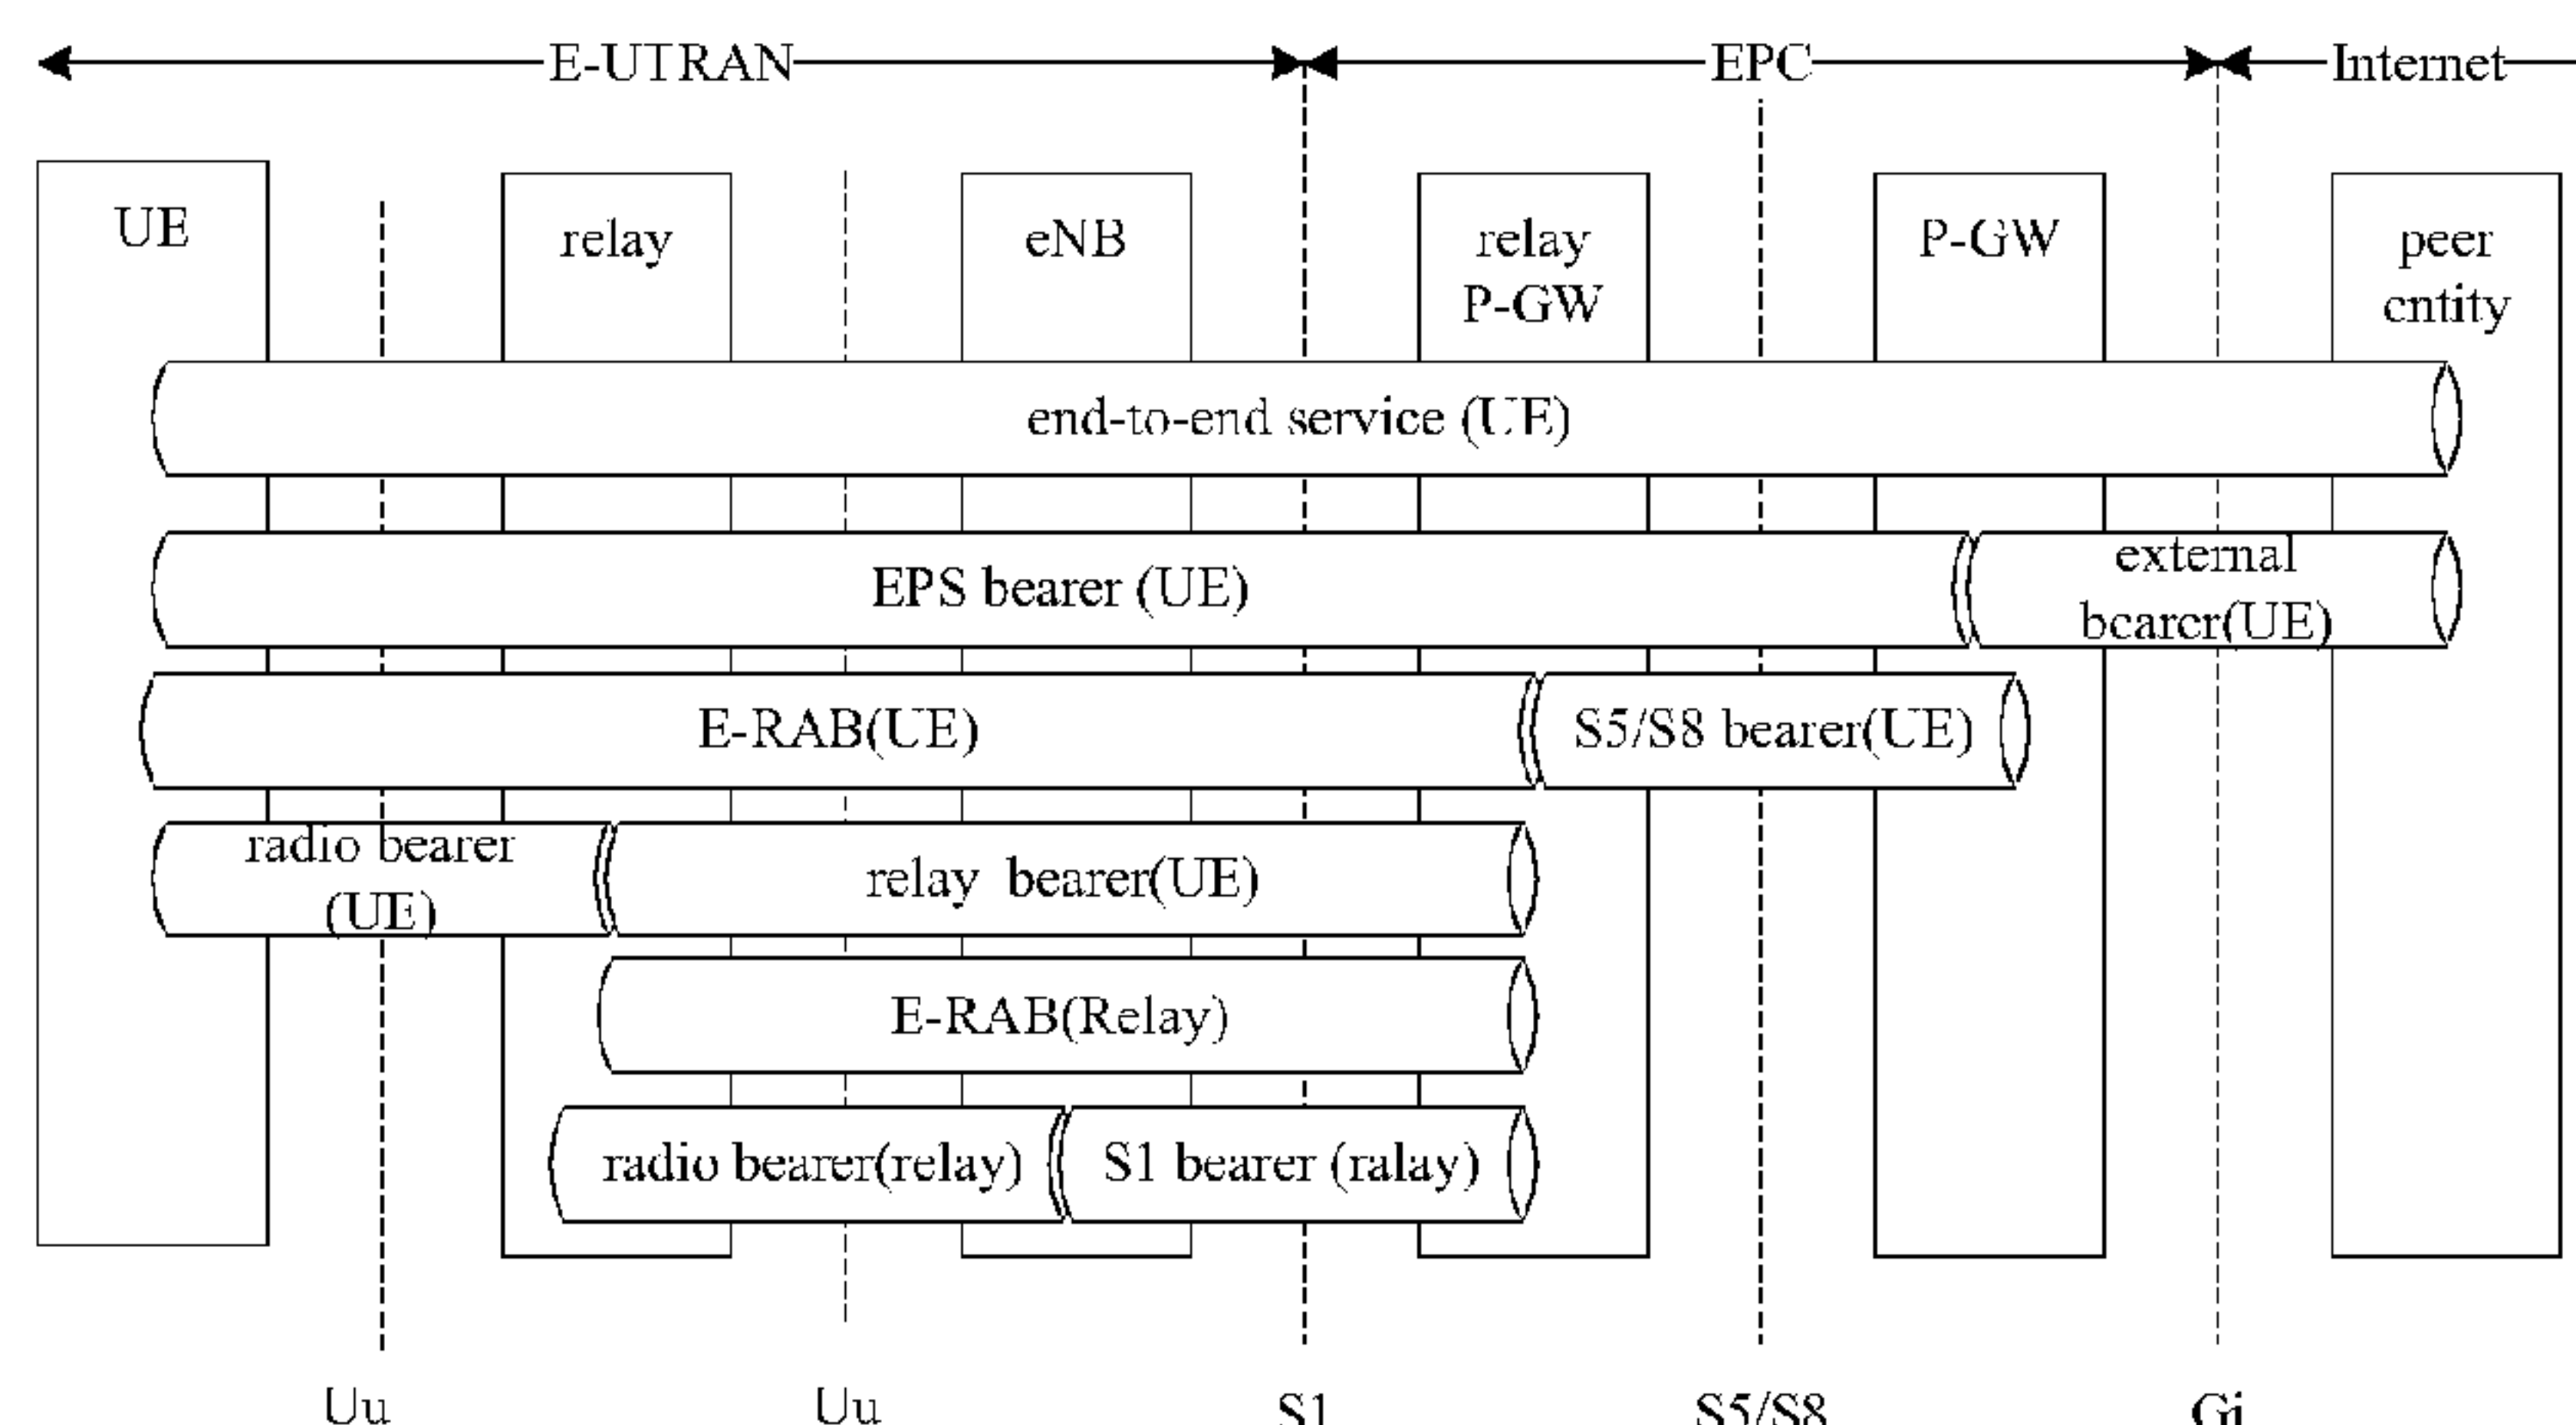 E-UTRAN EPC Internet
UE relay eNB relay P-GW peer
P-GW cntity
end-to-end service (UE)
EPS bearer (UE)
external
bcarcr(UE)
E-RAB(UE) S5/S8 bearer(UE)
radio bearer
(UE)
relay bearer(UE)
E-RAB(Relay)
radio bearer(relay) S1 bearer (ralay)
Uu Uu S1 S5/S8 Gi